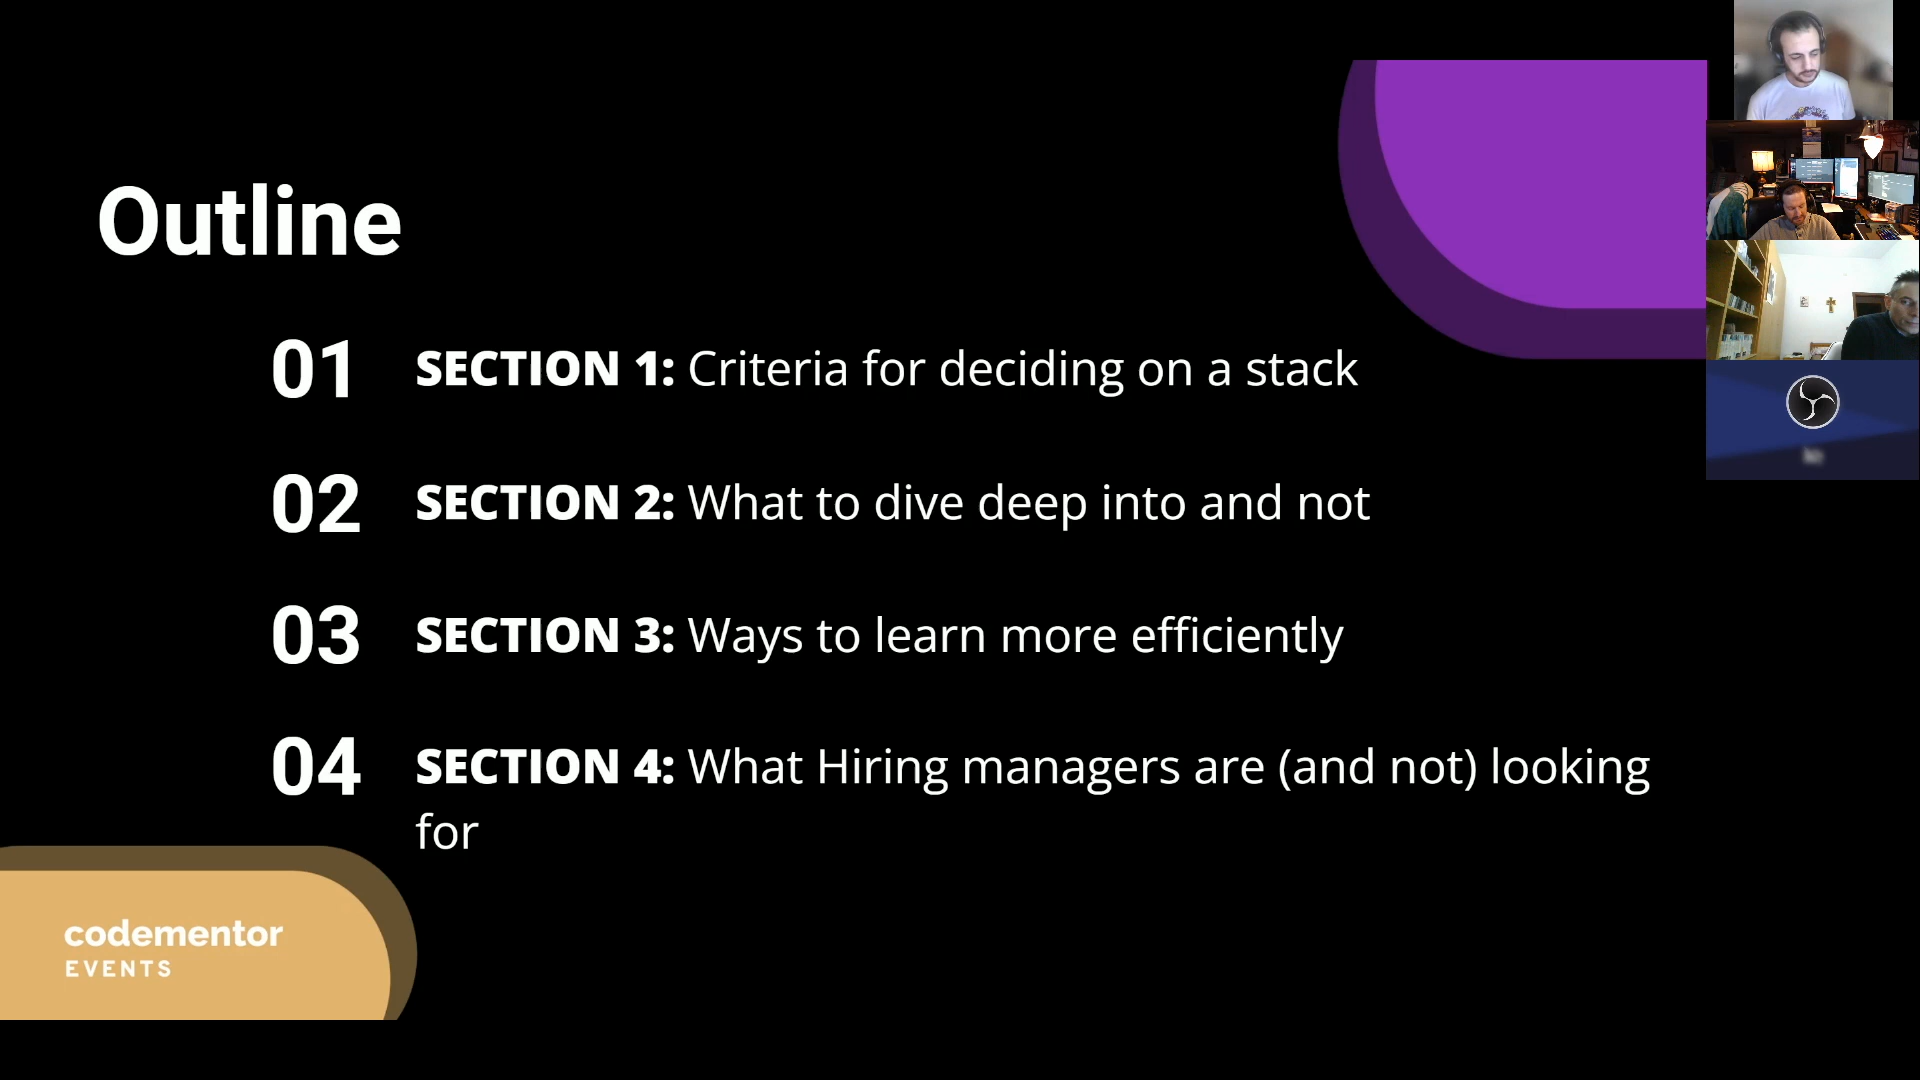 Outline
01 SECTION 1: Criteria for deciding on a stack
02 SECTION 2: What to dive deep into and not
03 SECTION 3: Ways to learn more efficiently
04 SECTION 4: What Hiring managers are (and not) looking
for
codementor
EVENTS